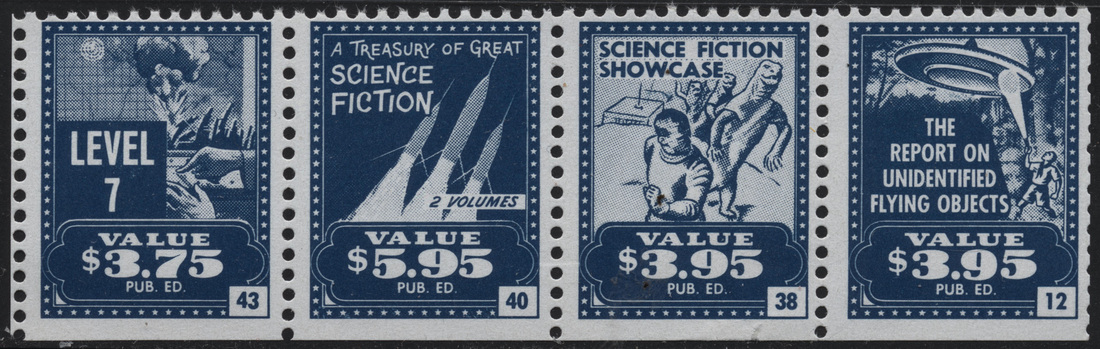 LEVEL
7
VALUE
$3.75
PUB. ED.
43
A TREASURY OF GREAT
SCIENCE
FICTION
2 VOLUMES
VALUE
$5.95
PUB. ED.
40
SCIENCE FICTION
SHOWCASE
VALUE
$3.95
PUB. ED.
38
THE
REPORT ON
UNIDENTIFIED
FLYING OBJECTS
VALUE
$3.95
PUB. ED.
12